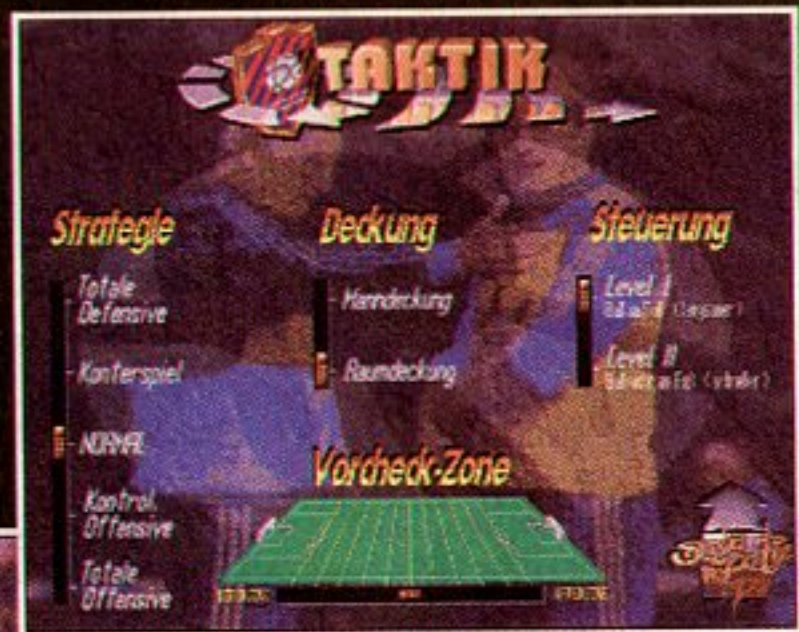 TAKTIK
Strategie
Deckung
Steuerung
Totale
Defensive
Konterspiel
NORMAL
Kontrol.
Offensive
Totale
Offensive
Manndeckung
Raumdeckung
Level I
Level II
Vorcheck-Zone